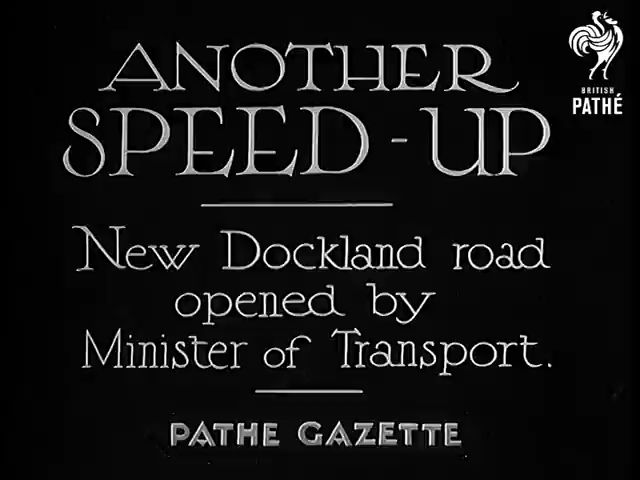 ANOTHER
SPEED-UP
New Dockland road
opened by
Minister of Transport.
PATHE GAZETTE
BRITISH
PATHÉ